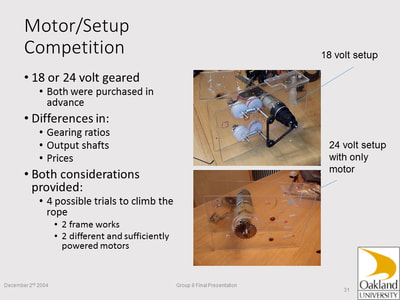 Motor/Setup
Competition
• 18 or 24 volt geared
• Both were purchased in
advance
• Differences in:
• Gearing ratios
• Output shafts
• Prices
• Both considerations
provided:
• 4 possible trials to climb the
rope
• 2 frame works
• 2 different and sufficiently
powered motors
18 volt setup
24 volt setup
with only
motor
December 2nd 2004
Group 8 Final Presentation
31
Oakland
UNIVERSITY